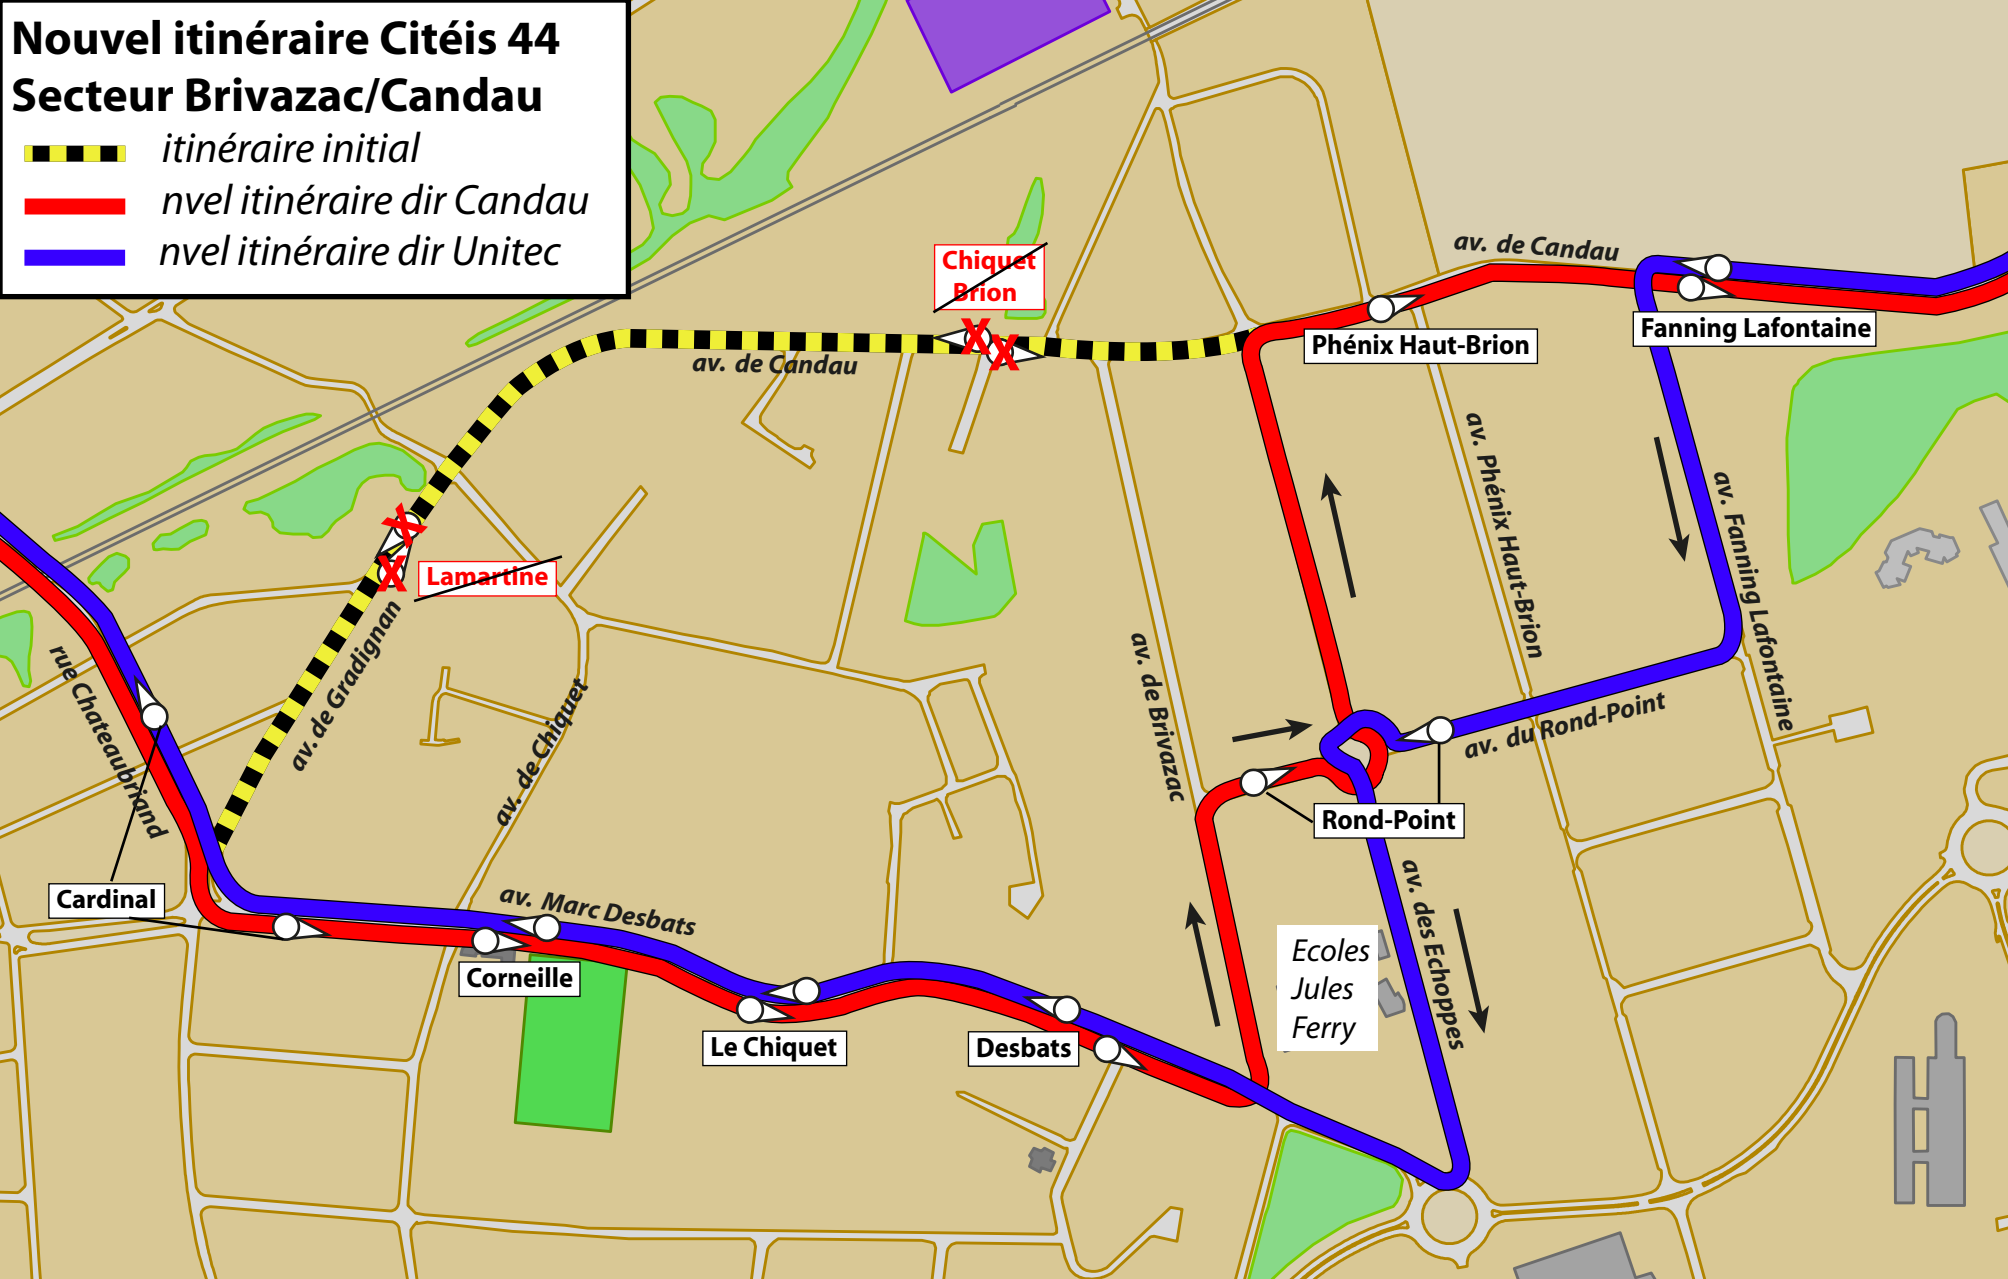 Nouvel itinéraire Citéis 44
Secteur Brivazac/Candau
itinéraire initial
nvel itinéraire dir Candau
nvel itinéraire dir Unitec
av. de Candau
Chiquet
Brion
X
X
Phénix Haut-Brion
Fanning Lafontaine
av. de Candau
av. Phénix Haut-Brion
av. Fanning Lafontaine
X
X
Lamartine
av. de Gradignan
rue Chateaubriand
av. de Chiquet
av. de Brivazac
av. du Rond-Point
Rond-Point
Cardinal
av. Marc Desbats
av. des Echoppes
Corneille
Ecoles
Jules
Ferry
Le Chiquet
Desbats